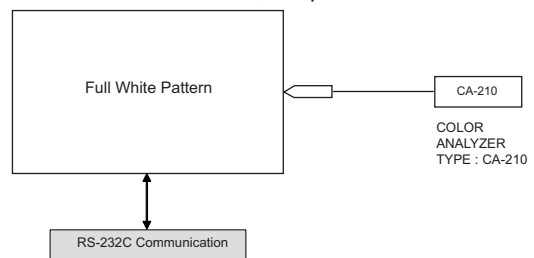 Full White Pattern
CA-210
COLOR
ANALYZER
TYPE : CA-210
RS-232C Communication